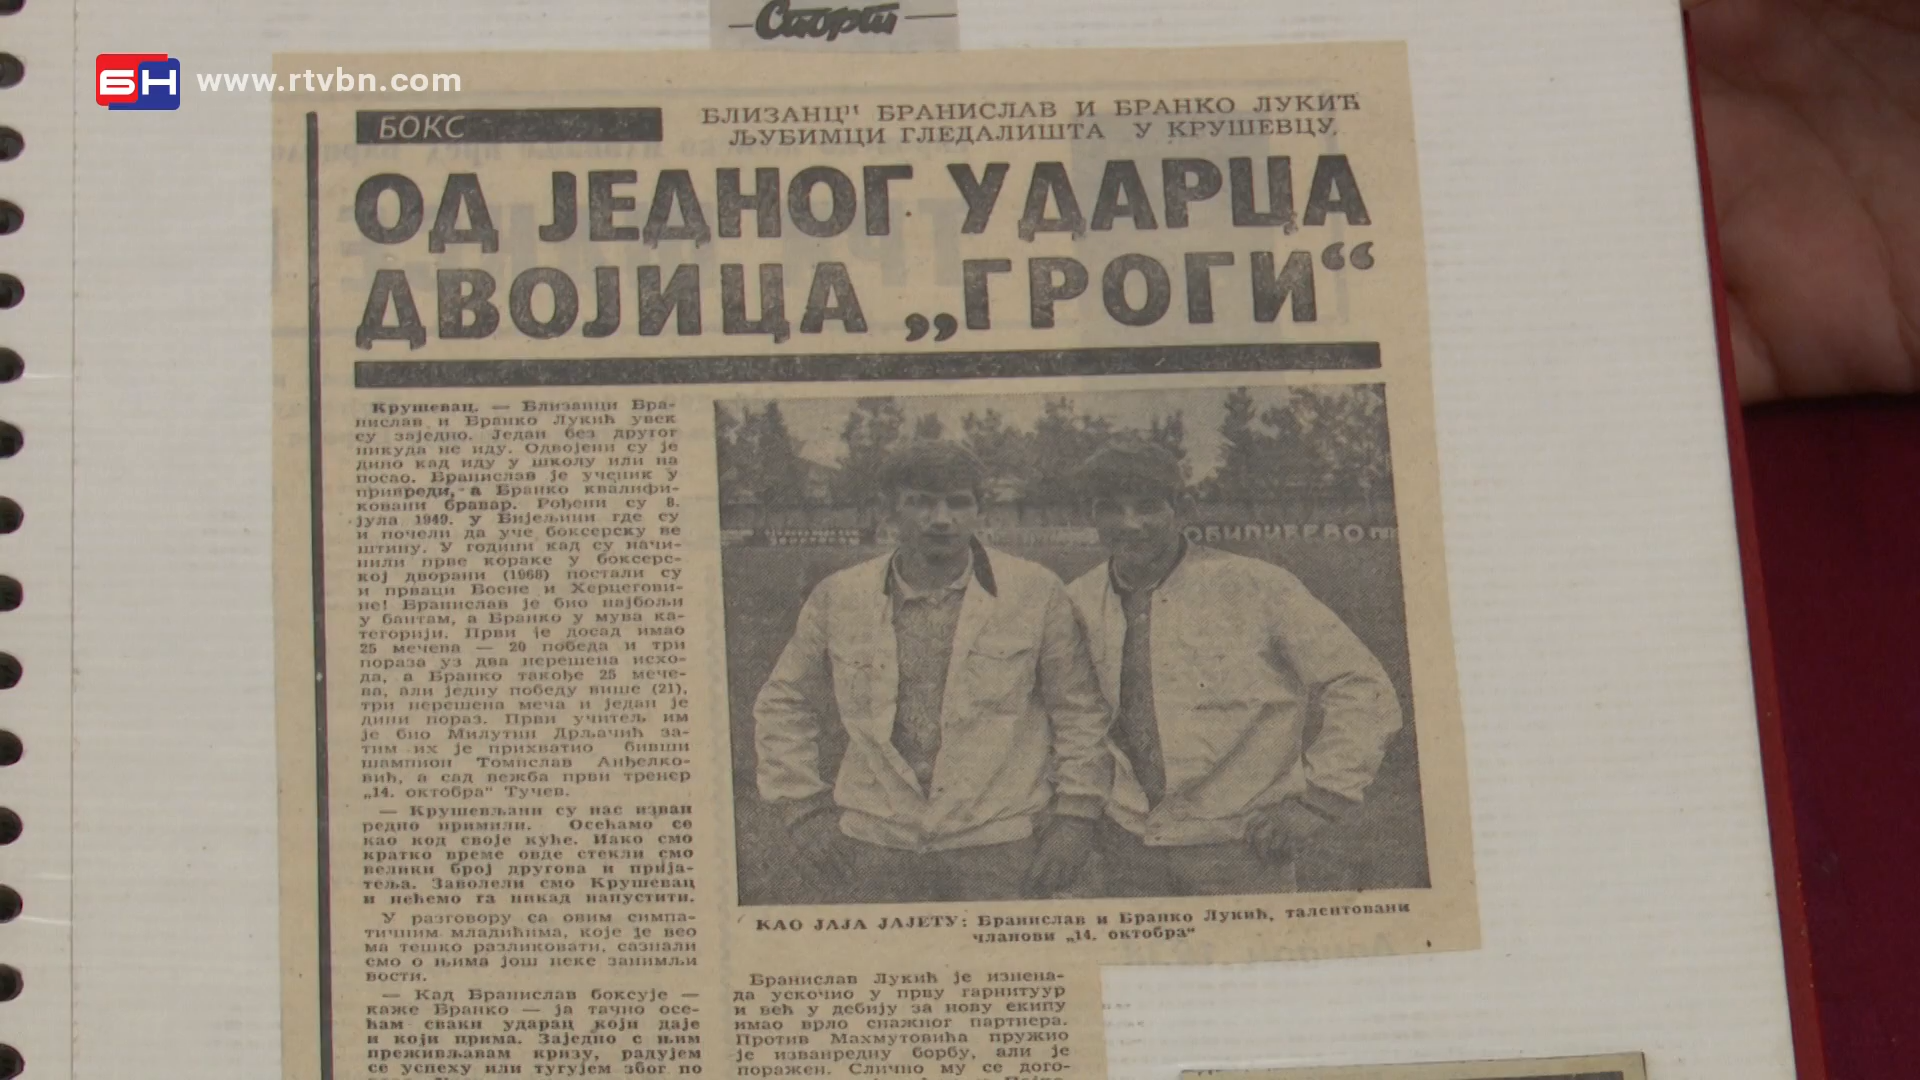 Спорт
БН www.rtvbn.com
БОКС
БЛИЗАНЦИ БРАНИСЛАВ И БРАНКО ЛУКИЋ
ЉУБИМЦИ ГЛЕДАЛИШТА У КРУШЕВЦУ
ОД ЈЕДНОГ УДАРЦА
ДВОЈИЦА „ГРОГИ“
Крушевац. — Близанци Бра-
нислав и Бранко Лукић увек
су заједно. Један без другог
никуда не иду. Одвојени су је
дино кад иду у школу или на
посао. Бранислав је ученик у
привреди, а Бранко квалифи-
ковани бравар. Рођени су 8.
јула 1949. у Бијељини где су
и почели да уче боксерску ве
штину. У години кад су начи-
нили прве кораке у боксерс-
кој дворани (1968) постали су
и прваци Босне и Херцегови-
не! Бранислав је био најбољи
у бантам, а Бранко у мува ка-
тегорији. Први је досад имао
25 мечева — 20 победа и три
пораза уз два нерешена исхо-
да, а Бранко такође 25 мече-
ва, али једну победу више (21),
три нерешена меча и један је
дини пораз. Први учитељ им
је био Милутин Дрљачић за-
тим их је прихватио бивши
шампион Томислав Анђелко-
вић, а сад вежба први тренер
„14. октобра“ Тучев.
— Крушевљани су нас изван
редно примили. Осећамо се
као код своје куће. Иако смо
кратко време овде стекли смо
велики број другова и прија-
теља. Заволели смо Крушевац
и нећемо га никад напустити.
У разговору са овим симпа-
тичним младићима, које је вео
ма тешко разликовати, сазнали
смо о њима још неке занимљи
вости.
— Кад Бранислав боксује —
каже Бранко — ја тачно осе-
ћам сваки ударац који даје
и који прима. Заједно с њим
преживљавам кризу, радујем
се успеху или тугујем због по
ОБИЛИЋЕВО
КАО ЈАЈА ЈАЈЕТУ: Бранислав и Бранко Лукић, талентовани
чланови „14. октобра“
Бранислав Лукић је изнена-
да ускочио у прву гарнитуур
и већ у дебију за нову екипу
имао врло снажног партнера.
Против Махмутовића пружио
је изванредну борбу, али је
поражен. Слично му се дого-